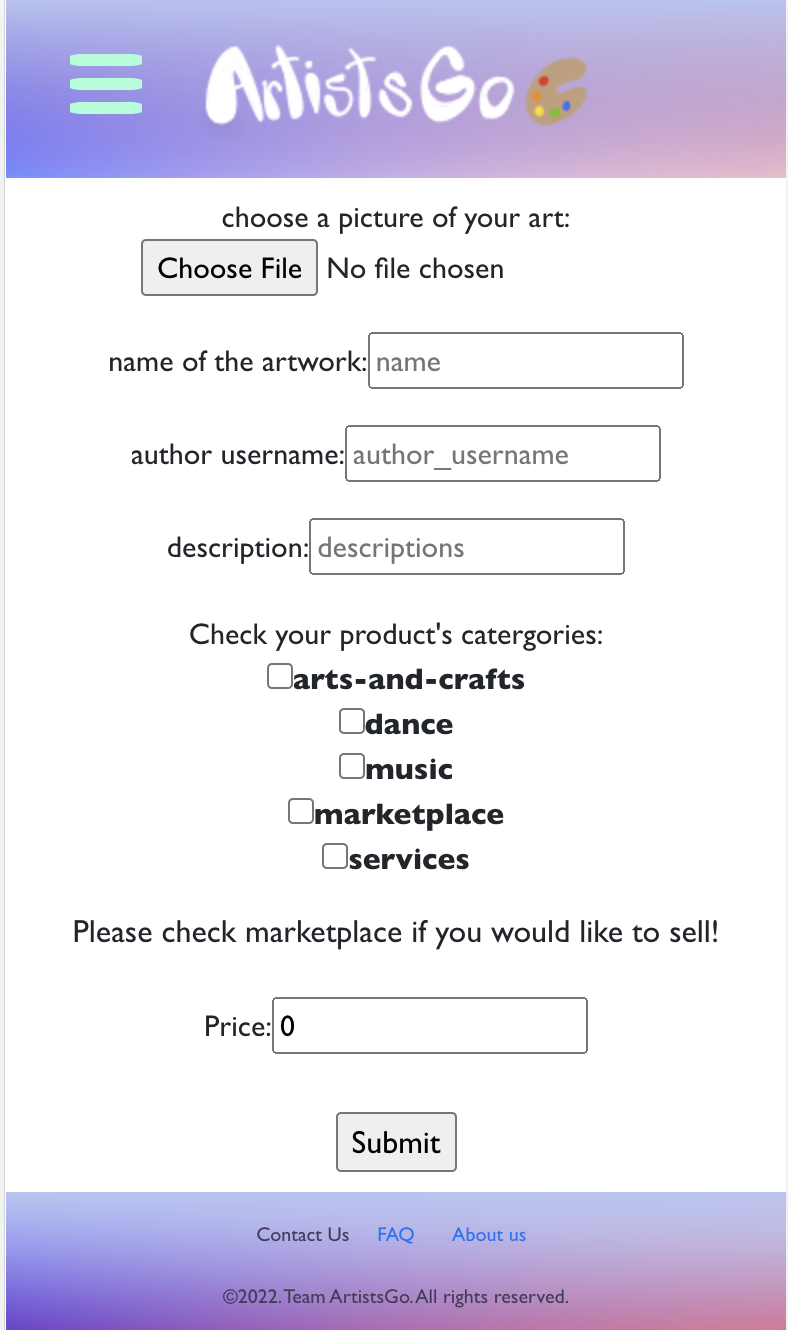 ArtistsGo
choose a picture of your art:
Choose File No file chosen
name of the artwork: name
author username: author_username
description: descriptions
Check your product's catergories:
arts-and-crafts
dance
music
marketplace
services
Please check marketplace if you would like to sell!
Price: 0
Submit
Contact Us FAQ About us
©2022. Team ArtistsGo. All rights reserved.